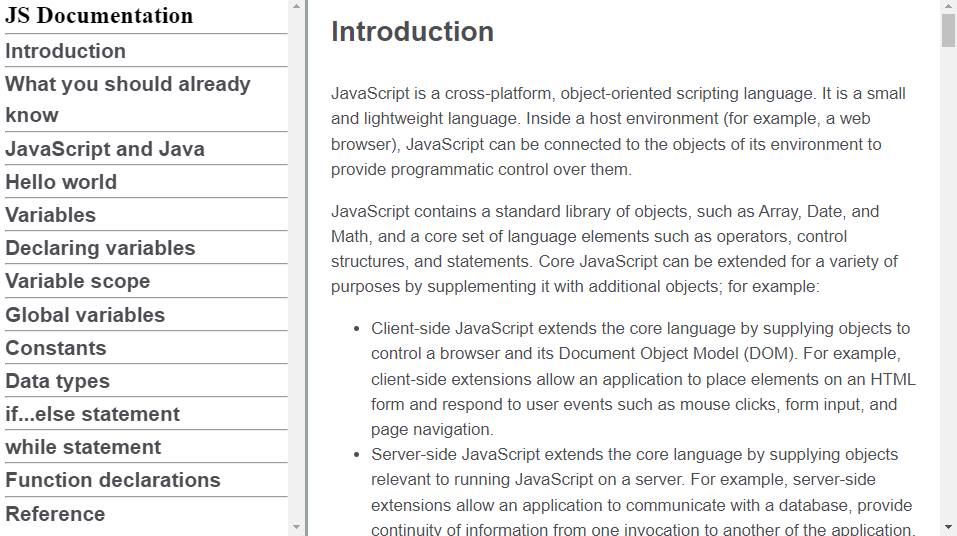 JS Documentation
Introduction
What you should already
know
JavaScript and Java
Hello world
Variables
Declaring variables
Variable scope
Global variables
Constants
Data types
if...else statement
while statement
Function declarations
Reference
Introduction
JavaScript is a cross-platform, object-oriented scripting language. It is a small
and lightweight language. Inside a host environment (for example, a web
browser), JavaScript can be connected to the objects of its environment to
provide programmatic control over them.
JavaScript contains a standard library of objects, such as Array, Date, and
Math, and a core set of language elements such as operators, control
structures, and statements. Core JavaScript can be extended for a variety of
purposes by supplementing it with additional objects; for example:
• Client-side JavaScript extends the core language by supplying objects to
control a browser and its Document Object Model (DOM). For example,
client-side extensions allow an application to place elements on an HTML
form and respond to user events such as mouse clicks, form input, and
page navigation.
• Server-side JavaScript extends the core language by supplying objects
relevant to running JavaScript on a server. For example, server-side
extensions allow an application to communicate with a database, provide
continuity of information from one invocation to another of the application,